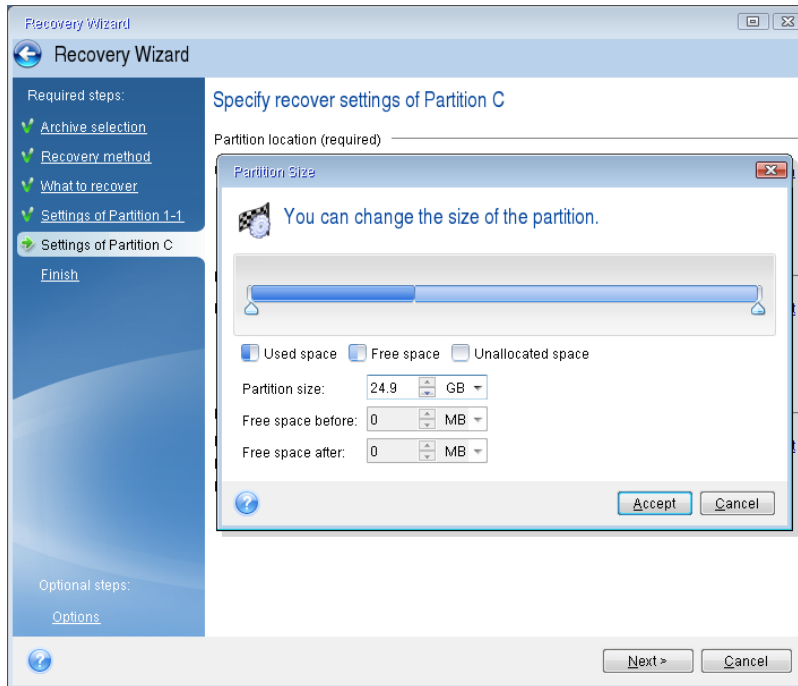 Recovery Wizard
Recovery Wizard
Required steps:
Archive selection
Recovery method
What to recover
Settings of Partition 1-1
Settings of Partition C
Finish
Optional steps:
Options
Specify recover settings of Partition C
Partition location (required)
Partition Size
You can change the size of the partition.
Used space Free space Unallocated space
Partition size: 24.9 GB
Free space before: 0 MB
Free space after: 0 MB
Accept Cancel
Next > Cancel